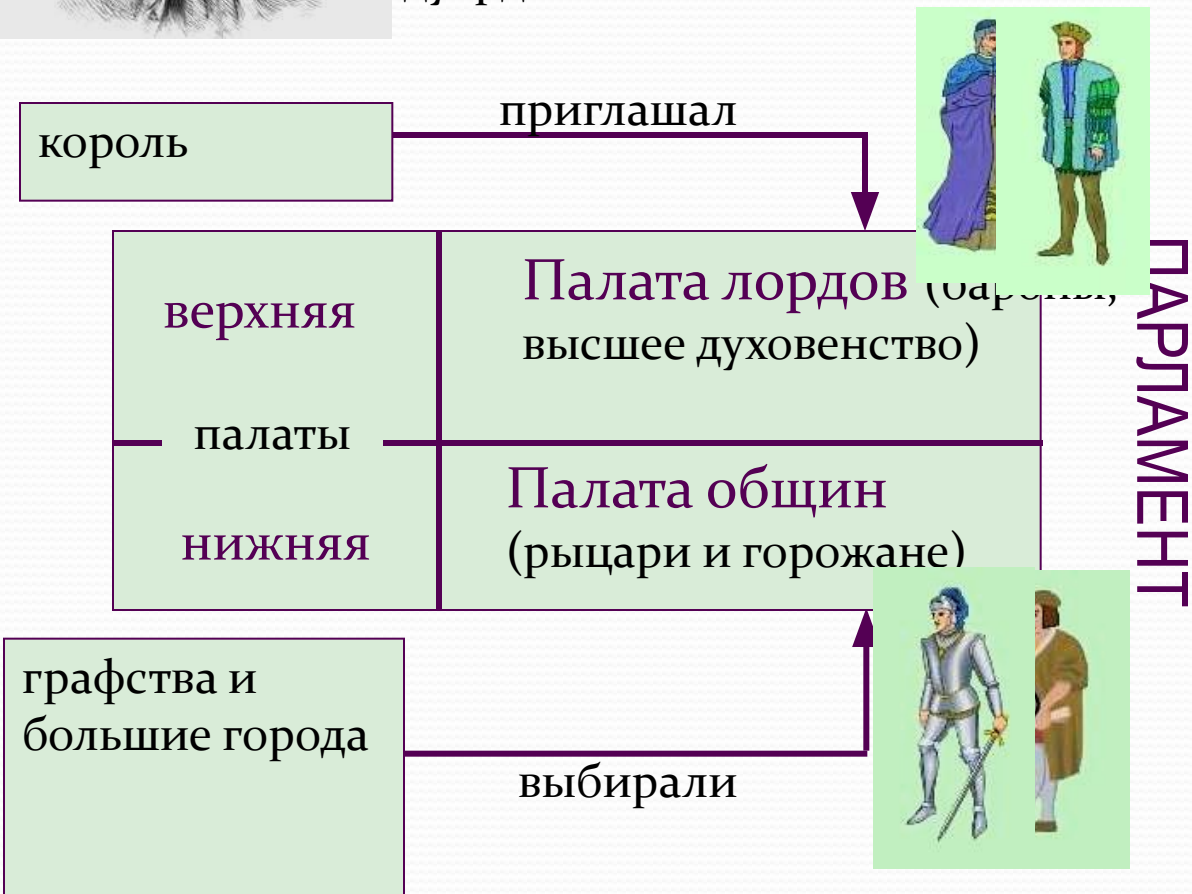 король
приглашал
верхняя
Палата лордов
высшее духовенство)
палаты
Палата общин
(рыцари и горожане)
нижняя
ПАРЛАМЕНТ
графства и
большие города
выбирали